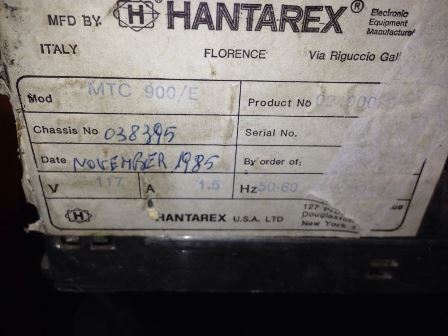 MFD BY HANTAREX ® Electronic Equipment Manufacturer
ITALY FLORENCE Via Riguccio
Mod MTC 900/E Product No
Chassis No 038395 Serial No.
Date NOVEMBER 1985 By order of:
V 117 A 1.5 Hz 50-60
HANTAREX U.S.A. LTD
127
New York